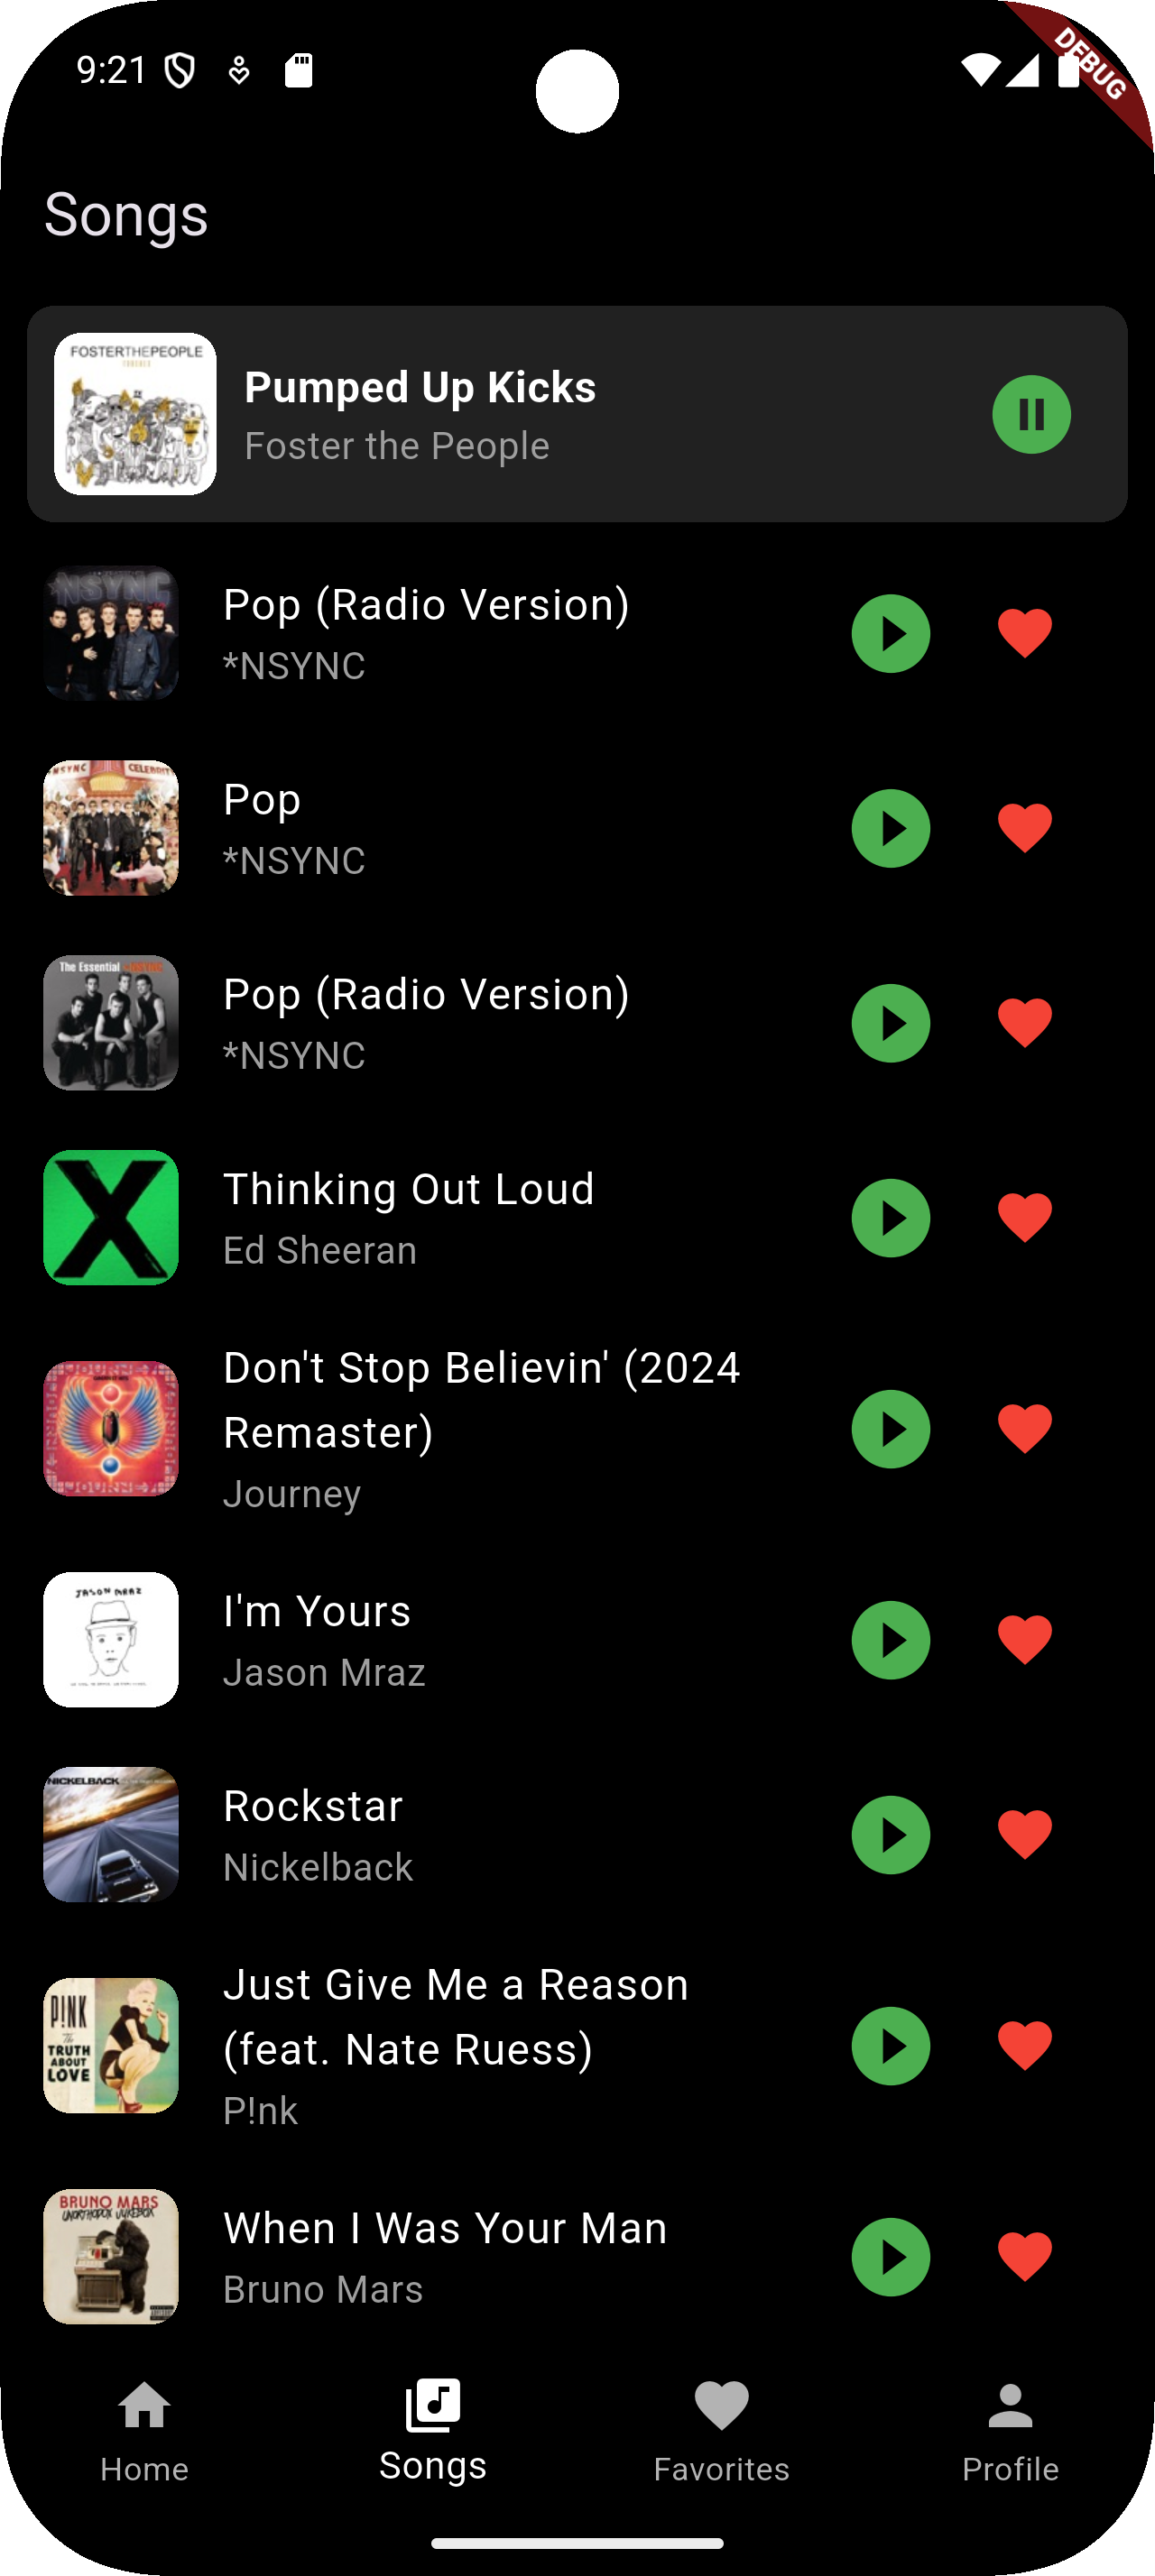 9:21
DEBUG
Songs
FOSTERTHEPEOPLE
TORCHES
Pumped Up Kicks
Foster the People
*NSYNC
Pop (Radio Version)
*NSYNC
NSYNC CELEBRITY
Pop
*NSYNC
The Essential *NSYNC
Pop (Radio Version)
*NSYNC
X
Thinking Out Loud
Ed Sheeran
JOURNEY
Don't Stop Believin' (2024
Remaster)
Journey
JASON MRAZ
I'm Yours
Jason Mraz
NICKELBACK
Rockstar
Nickelback
P!NK
The
TRUTH
ABOUT
LOVE
Just Give Me a Reason
(feat. Nate Ruess)
P!nk
BRUNO MARS
UNORTHODOX JUKEBOX
When I Was Your Man
Bruno Mars
Home
Songs
Favorites
Profile